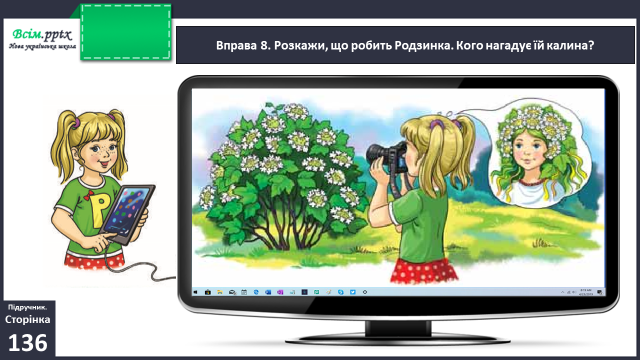 Всім.pptx
Нова українська школа
Вправа 8. Розкажи, що робить Родзинка. Кого нагадує їй калина?
Р
Підручник.
Сторінка
136